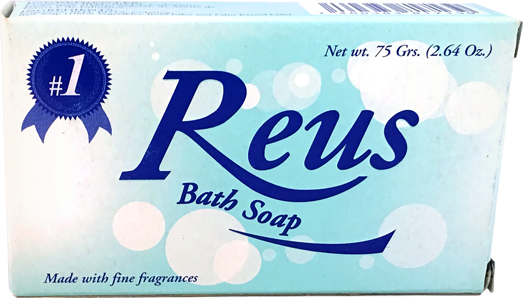 Net wt. 75 Grs. (2.64 Oz.)
#1
Reus
Bath Soap
Made with fine fragrances